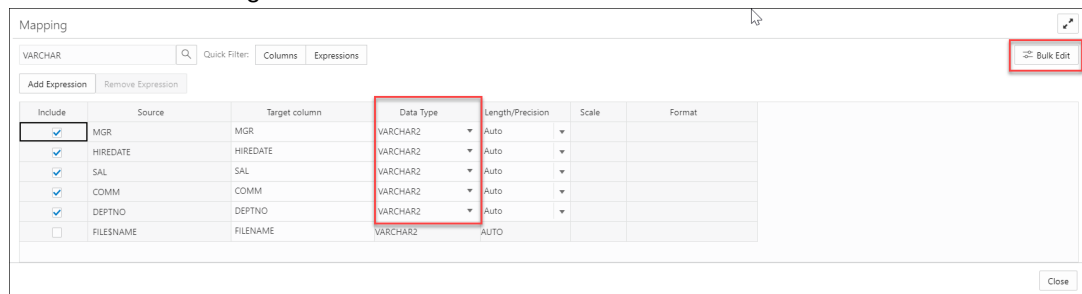 Mapping
VARCHAR Quick Filter: Columns Expressions Bulk Edit
Add Expression Remove Expression
Include Source Target column Data Type Length/Precision Scale Format
MGR MGR VARCHAR2 Auto
HIREDATE HIREDATE VARCHAR2 Auto
SAL SAL VARCHAR2 Auto
COMM COMM VARCHAR2 Auto
DEPTNO DEPTNO VARCHAR2 Auto
FILE$NAME FILENAME VARCHAR2 AUTO
Close